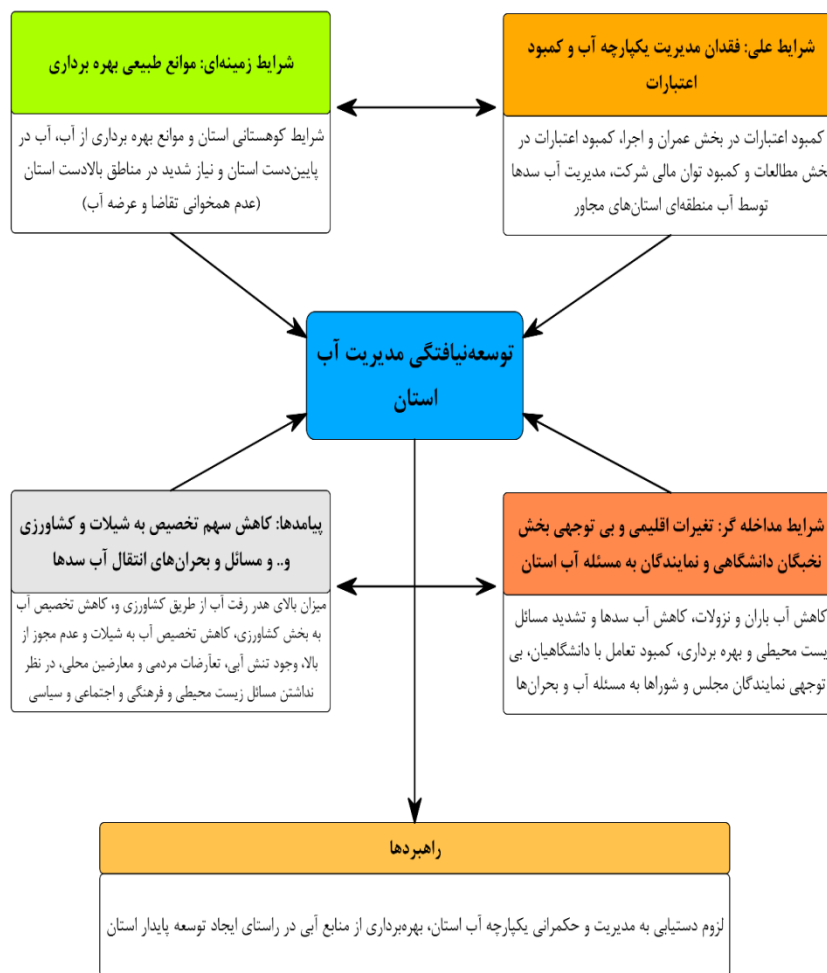 شرایط علی: فقدان مدیریت یکپارچه آب و کمبود
اعتبارات
کمبود اعتبارات در بخش عمران و اجرا، کمبود اعتبارات در
بخش مطالعات و کمبود توان مالی شرکت، مدیریت آب سدها
توسط آب منطقه‌ای استان‌های مجاور
شرایط زمینه‌ای: موانع طبیعی بهره برداری
شرایط کوهستانی استان و موانع بهره برداری از آب، آب در
پایین‌دست استان و نیاز شدید در مناطق بالادست استان
(عدم همخوانی تقاضا و عرضه آب)
توسعه‌نیافتگی مدیریت آب
استان
شرایط مداخله گر: تغیرات اقلیمی و بی توجهی بخش
نخبگان دانشگاهی و نمایندگان به مسئله آب استان
کاهش آب باران و نزولات، کاهش آب سدها و تشدید مسائل
زیست محیطی و بهره برداری، کمبود تعامل با دانشگاهیان، بی
توجهی نمایندگان مجلس و شوراها به مسئله آب و بحران‌ها
پیامدها: کاهش سهم تخصیص به شیلات و کشاورزی
و.. و مسائل و بحران‌های انتقال آب سدها
میزان بالای هدر رفت آب از طریق کشاورزی و، کاهش تخصیص آب
به بخش کشاورزی، کاهش تخصیص آب به شیلات و عدم مجوز از
بالا، وجود تنش آبی، تعآرضات مردمی و معارضین محلی، در نظر
نداشتن مسائل زیست محیطی و فرهنگی و اجتماعی و سیاسی
راهبردها
لزوم دستیابی به مدیریت و حکمرانی یکپارچه آب استان، بهره‌برداری از منابع آبی در راستای ایجاد توسعه پایدار استان